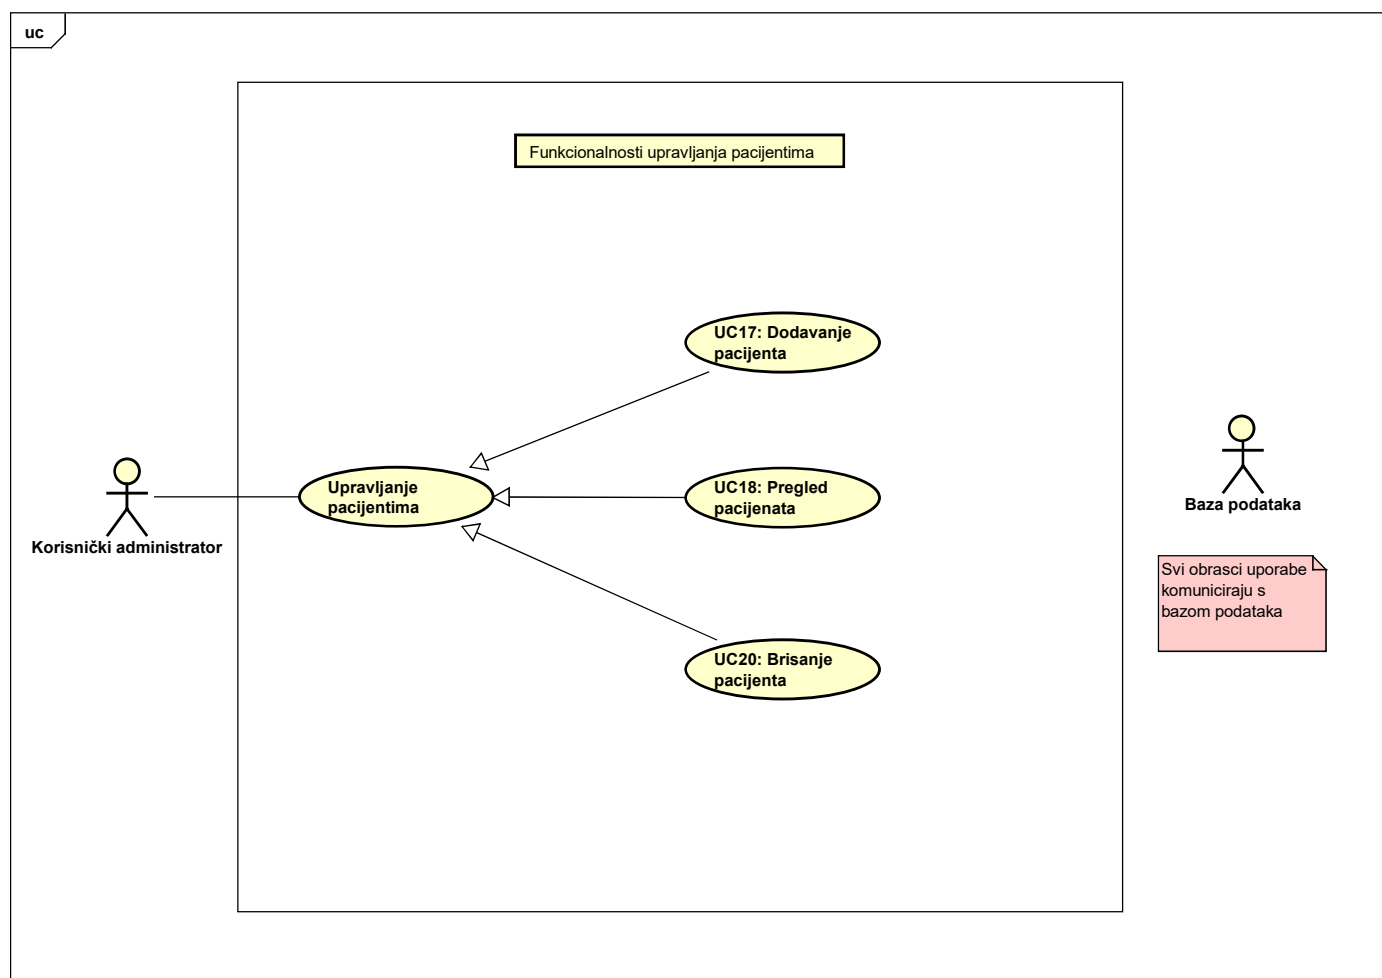 uc
Funkcionalnosti upravljanja pacijentima
UC17: Dodavanje
pacijenta
Upravljanje
pacijentima
UC18: Pregled
pacijenata
UC20: Brisanje
pacijenta
Korisnički administrator
Baza podataka
Svi obrasci uporabe
komuniciraju s
bazom podataka